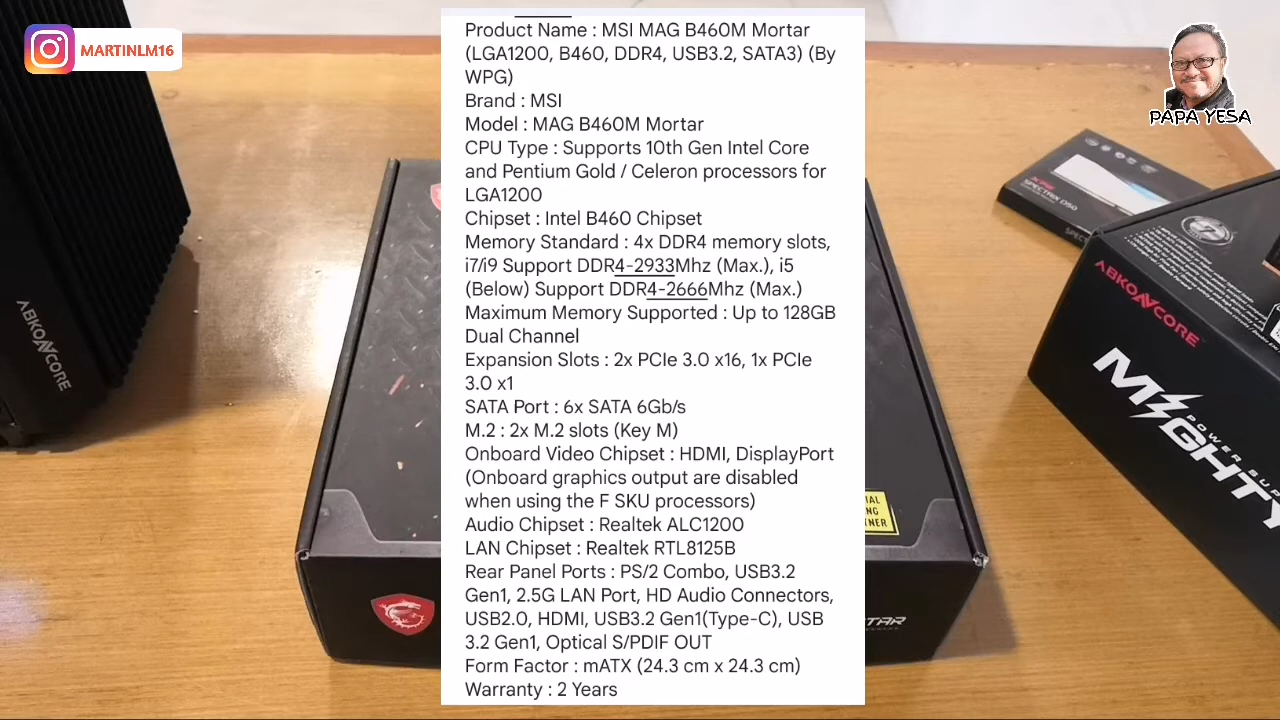 MARTINLM16
Product Name : MSI MAG B460M Mortar
(LGA1200, B460, DDR4, USB3.2, SATA3) (By
WPG)
Brand : MSI
Model : MAG B460M Mortar
CPU Type : Supports 10th Gen Intel Core
and Pentium Gold / Celeron processors for
LGA1200
Chipset : Intel B460 Chipset
Memory Standard : 4x DDR4 memory slots,
i7/i9 Support DDR4-2933Mhz (Max.), i5
(Below) Support DDR4-2666Mhz (Max.)
Maximum Memory Supported : Up to 128GB
Dual Channel
Expansion Slots : 2x PCIe 3.0 x16, 1x PCIe
3.0 x1
SATA Port : 6x SATA 6Gb/s
M.2 : 2x M.2 slots (Key M)
Onboard Video Chipset : HDMI, DisplayPort
(Onboard graphics output are disabled
when using the F SKU processors)
Audio Chipset : Realtek ALC1200
LAN Chipset : Realtek RTL8125B
Rear Panel Ports : PS/2 Combo, USB3.2
Gen1, 2.5G LAN Port, HD Audio Connectors,
USB2.0, HDMI, USB3.2 Gen1(Type-C), USB
3.2 Gen1, Optical S/PDIF OUT
Form Factor : mATX (24.3 cm x 24.3 cm)
Warranty : 2 Years
PAPA YESA
ABKONCORE
SPECTRIX D50
ABKONCORE
MIGHTY
POWER SU